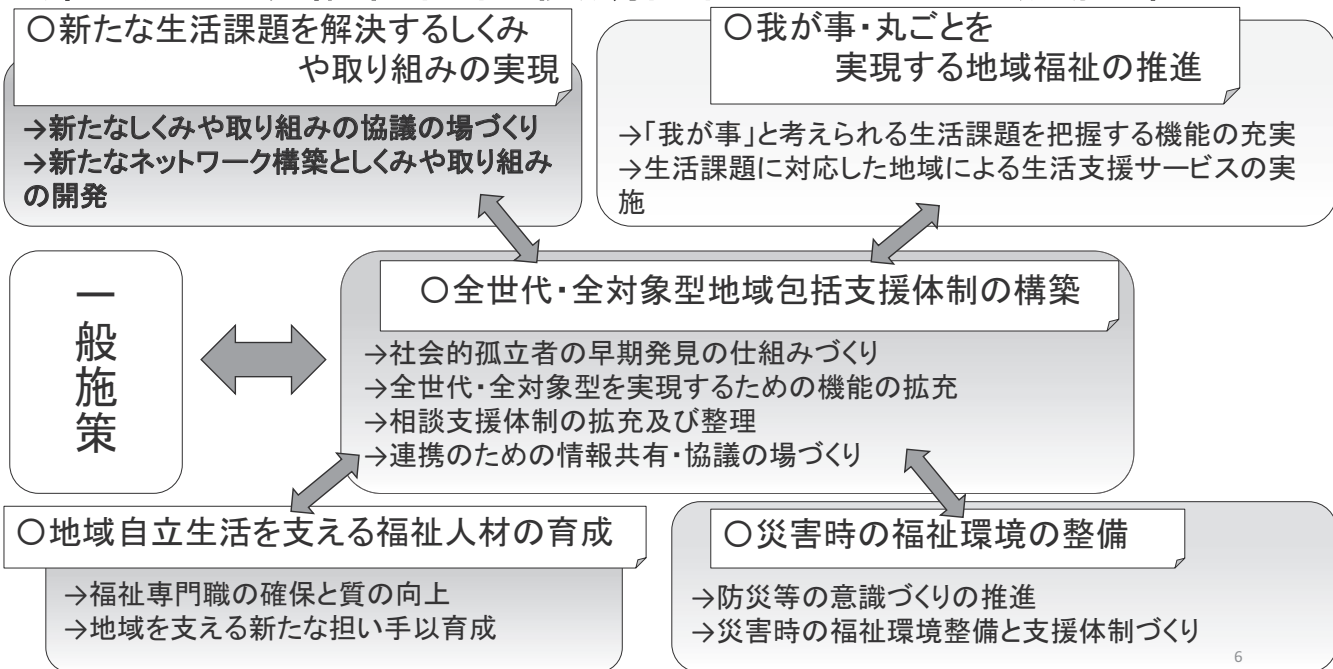 〇新たな生活課題を解決するしくみ
や取り組みの実現
→新たなしくみや取り組みの協議の場づくり
→新たなネットワーク構築としくみや取り組み
の開発
〇我が事・丸ごとを
実現する地域福祉の推進
→「我が事」と考えられる生活課題を把握する機能の充実
→生活課題に対応した地域による生活支援サービスの実
施
一般施策
〇全世代・全対象型地域包括支援体制の構築
→社会的孤立者の早期発見の仕組みづくり
→全世代・全対象型を実現するための機能の拡充
→相談支援体制の拡充及び整理
→連携のための情報共有・協議の場づくり
〇地域自立生活を支える福祉人材の育成
→福祉専門職の確保と質の向上
→地域を支える新たな担い手以育成
〇災害時の福祉環境の整備
→防災等の意識づくりの推進
→災害時の福祉環境整備と支援体制づくり
6